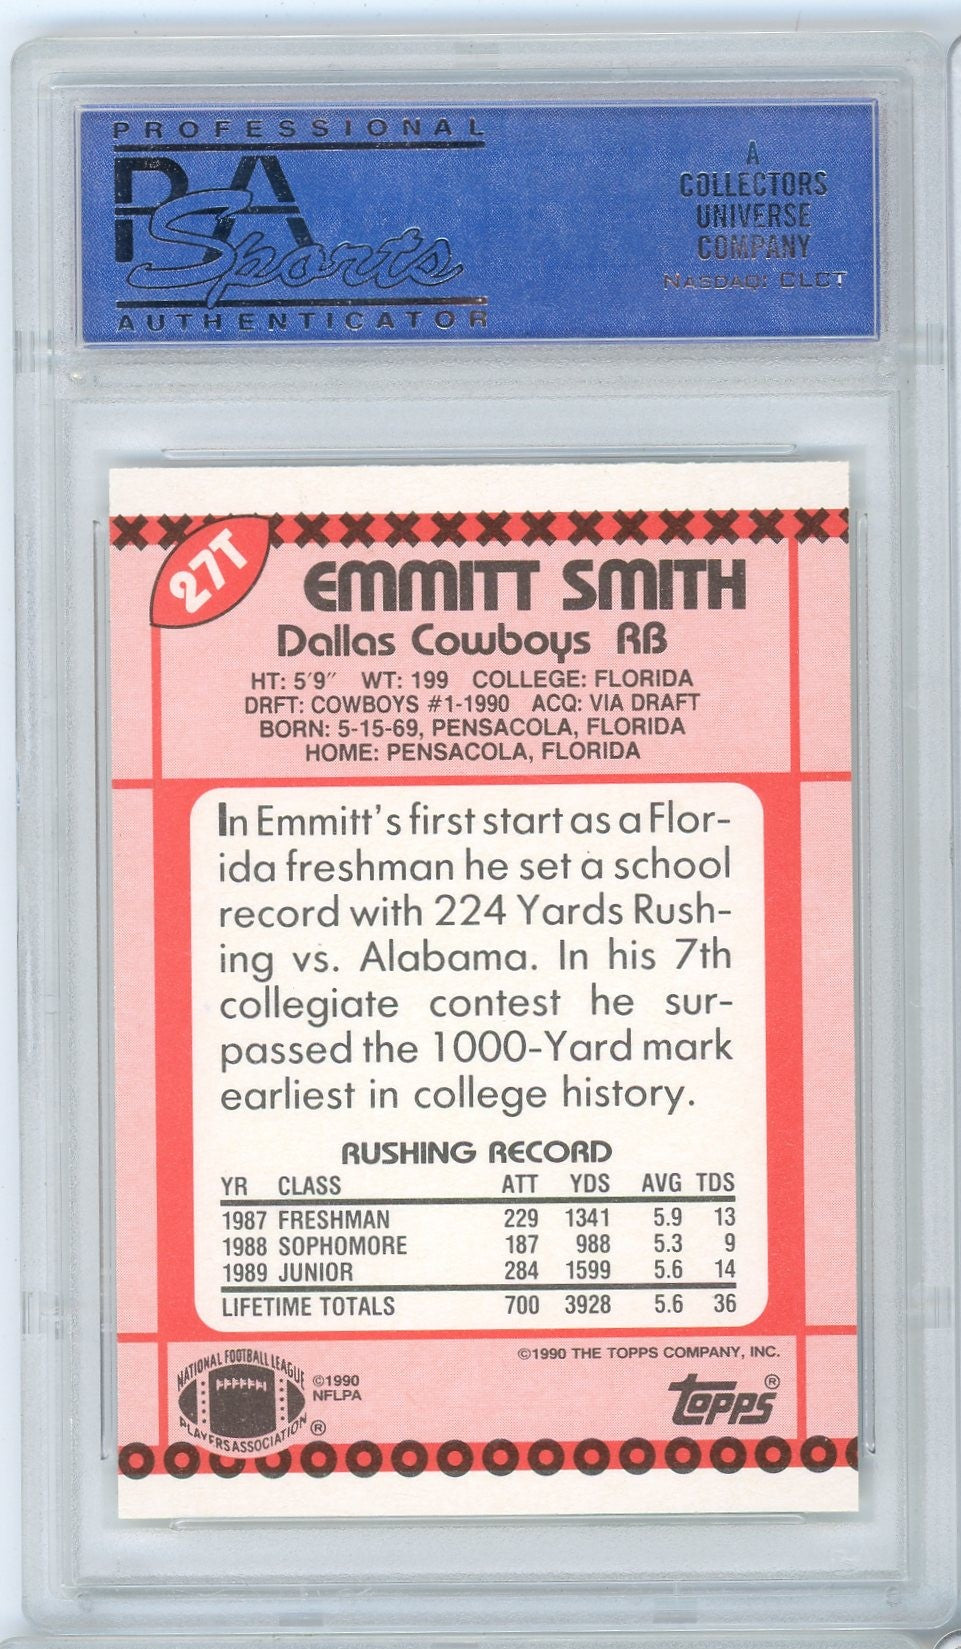 PROFESSIONAL
PSA
Sports
AUTHENTICATOR
A
COLLECTORS
UNIVERSE
COMPANY
NASDAQ: CLCT
27T
EMMITT SMITH
Dallas Cowboys RB
HT: 5'9" WT: 199 COLLEGE: FLORIDA
DRFT: COWBOYS #1-1990 ACQ: VIA DRAFT
BORN: 5-15-69, PENSACOLA, FLORIDA
HOME: PENSACOLA, FLORIDA
In Emmitt's first start as a Flor-
ida freshman he set a school
record with 224 Yards Rush-
ing vs. Alabama. In his 7th
collegiate contest he sur-
passed the 1000-Yard mark
earliest in college history.
RUSHING RECORD
YR CLASS ATT YDS AVG TDS
1987 FRESHMAN 229 1341 5.9 13
1988 SOPHOMORE 187 988 5.3 9
1989 JUNIOR 284 1599 5.6 14
LIFETIME TOTALS 700 3928 5.6 36
©1990 THE TOPPS COMPANY, INC.
NATIONAL FOOTBALL LEAGUE
PLAYERS ASSOCIATION ®
©1990
NFLPA
TOPPS ®